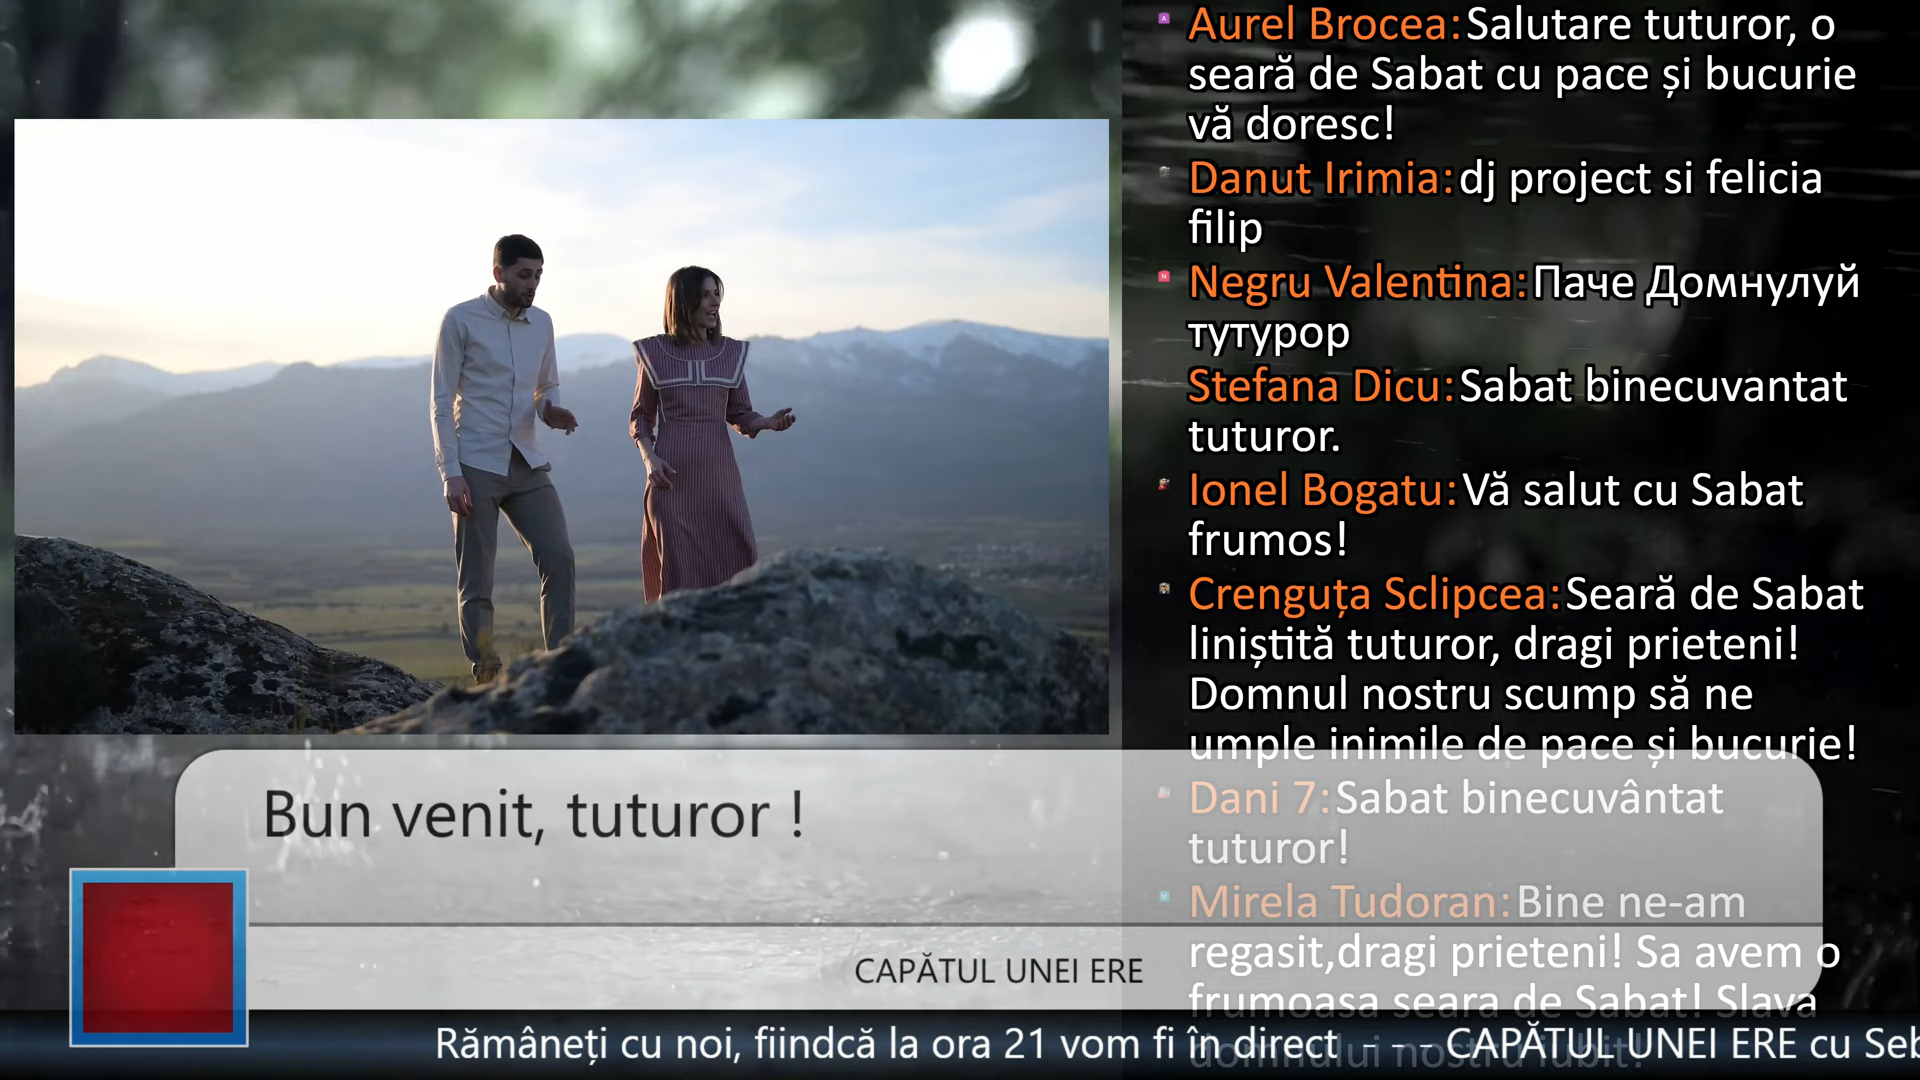 Aurel Brocea: Salutare tuturor, o
seară de Sabat cu pace și bucurie
vă doresc!
Danut Irimia: dj project si felicia
filip
Negru Valentina: Паче Домнулуй
тутурор
Stefana Dicu: Sabat binecuvantat
tuturor.
Ionel Bogatu: Vă salut cu Sabat
frumos!
Crenguța Sclipcea: Seară de Sabat
liniștită tuturor, dragi prieteni!
Domnul nostru scump să ne
umple inimile de pace și bucurie!
Dani 7: Sabat binecuvântat
tuturor!
Mirela Tudoran: Bine ne-am
regasit,dragi prieteni! Sa avem o
frumoasa seara de Sabat! Slava
domnului nostru iubit!
Bun venit, tuturor !
CAPĂTUL UNEI ERE
Rămâneți cu noi, fiindcă la ora 21 vom fi în direct - - - CAPĂTUL UNEI ERE cu Seb